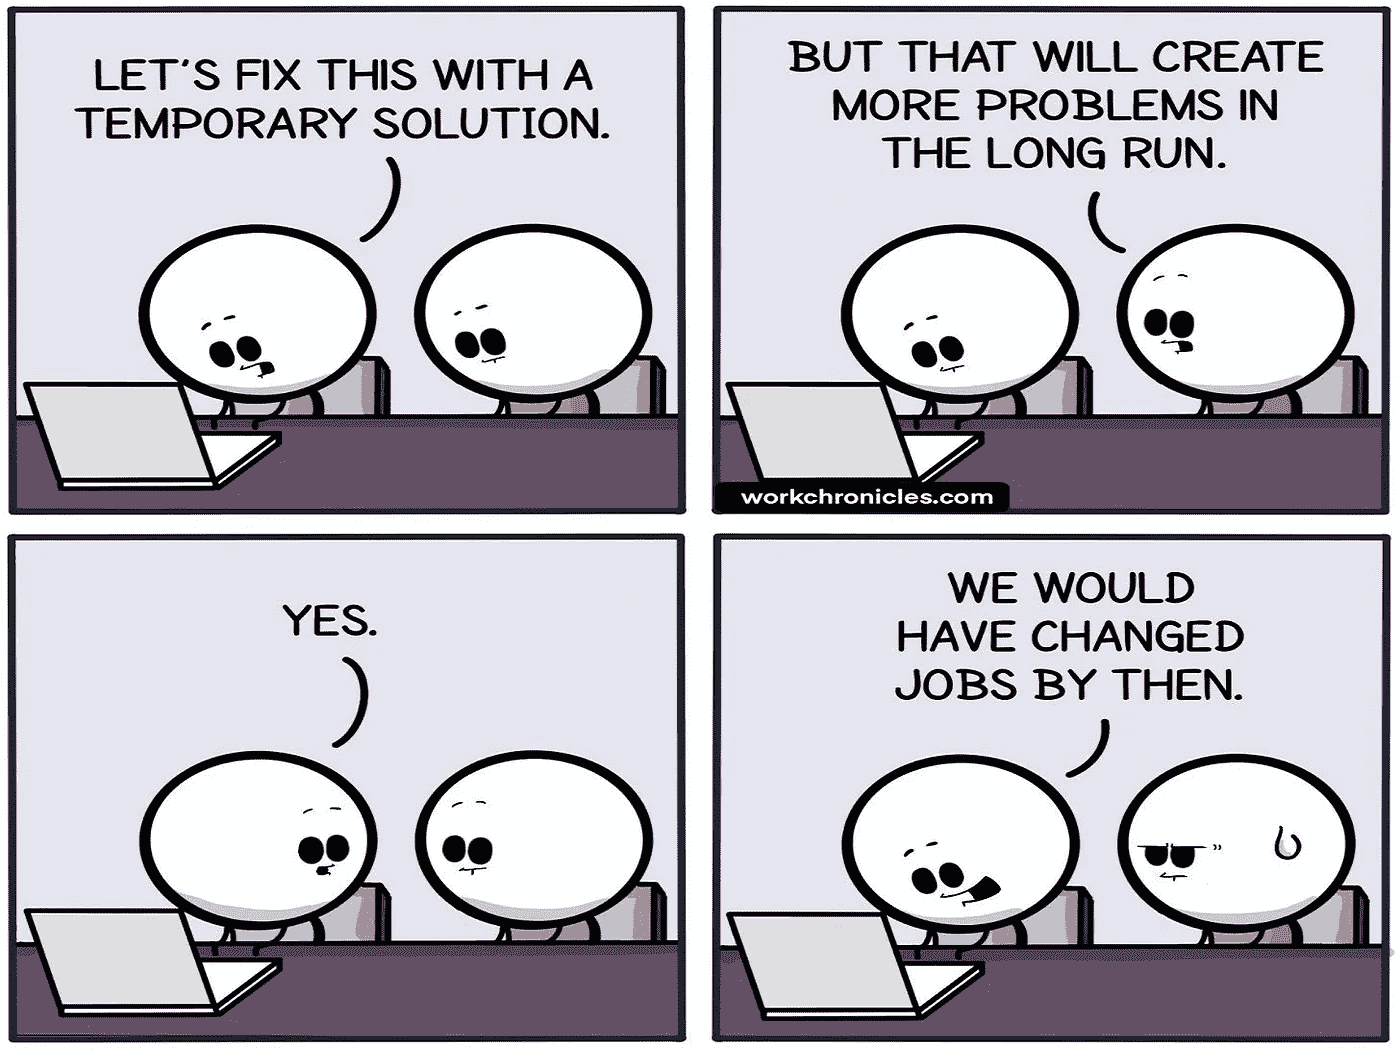 LET'S FIX THIS WITH A
TEMPORARY SOLUTION.
BUT THAT WILL CREATE
MORE PROBLEMS IN
THE LONG RUN.
workchronicles.com
YES.
WE WOULD
HAVE CHANGED
JOBS BY THEN.